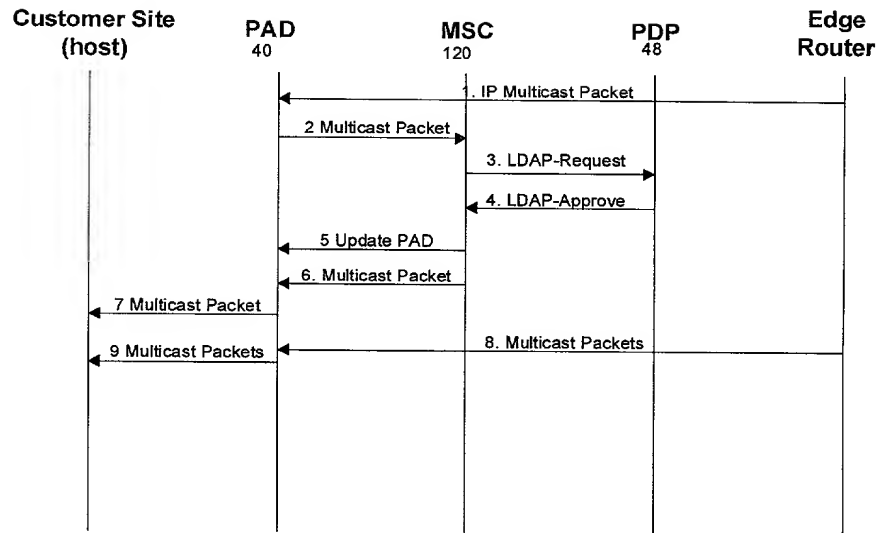 Customer Site
(host)
PAD
40
MSC
120
PDP
48
Edge
Router
1. IP Multicast Packet
2 Multicast Packet
3. LDAP-Request
4. LDAP-Approve
5 Update PAD
6. Multicast Packet
7 Multicast Packet
8. Multicast Packets
9 Multicast Packets